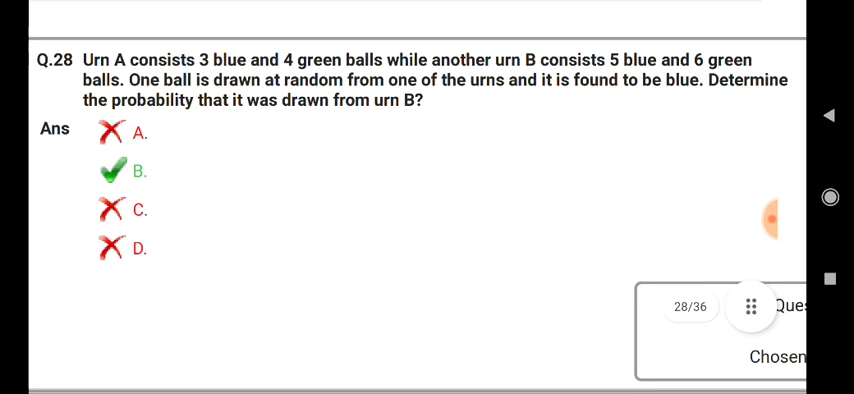 Q.28 Urn A consists 3 blue and 4 green balls while another urn B consists 5 blue and 6 green
balls. One ball is drawn at random from one of the urns and it is found to be blue. Determine
the probability that it was drawn from urn B?
Ans A.
B.
C.
D.
28/36
Ques
Chosen